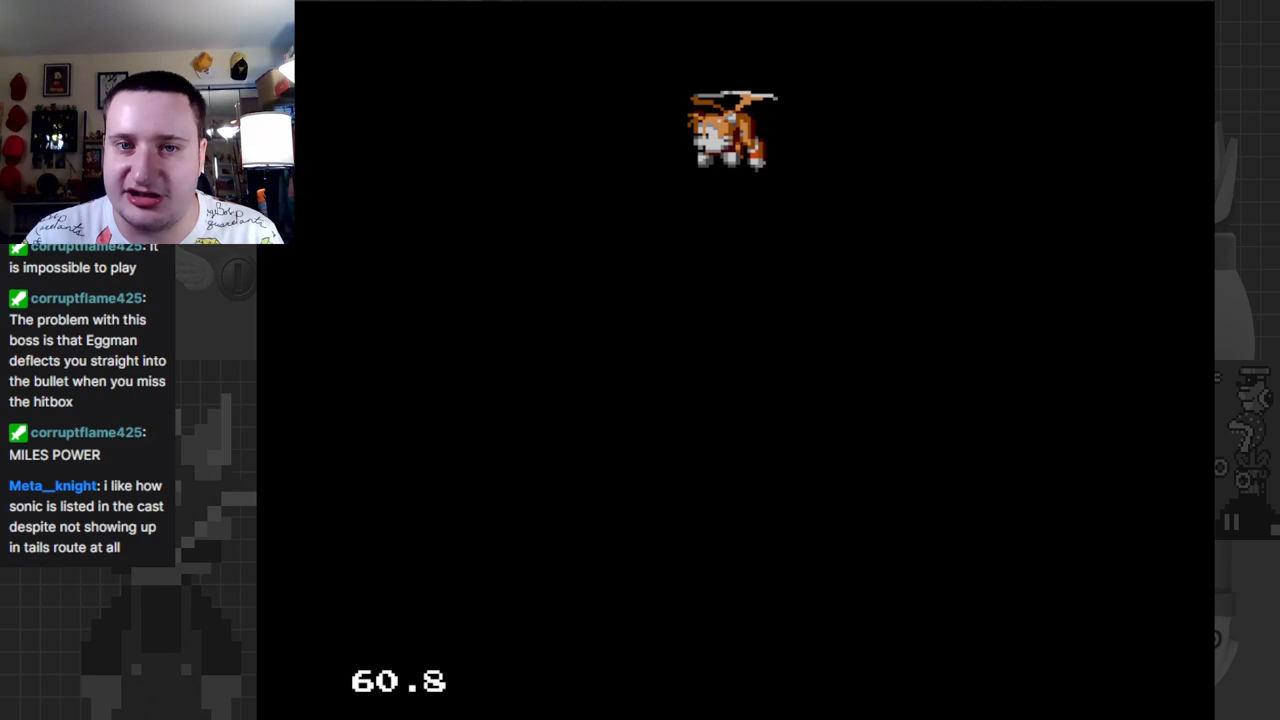 corruptflame425: it
is impossible to play
corruptflame425:
The problem with this
boss is that Eggman
deflects you straight into
the bullet when you miss
the hitbox
corruptflame425:
MILES POWER
Meta__knight: i like how
sonic is listed in the cast
despite not showing up
in tails route at all
60.8